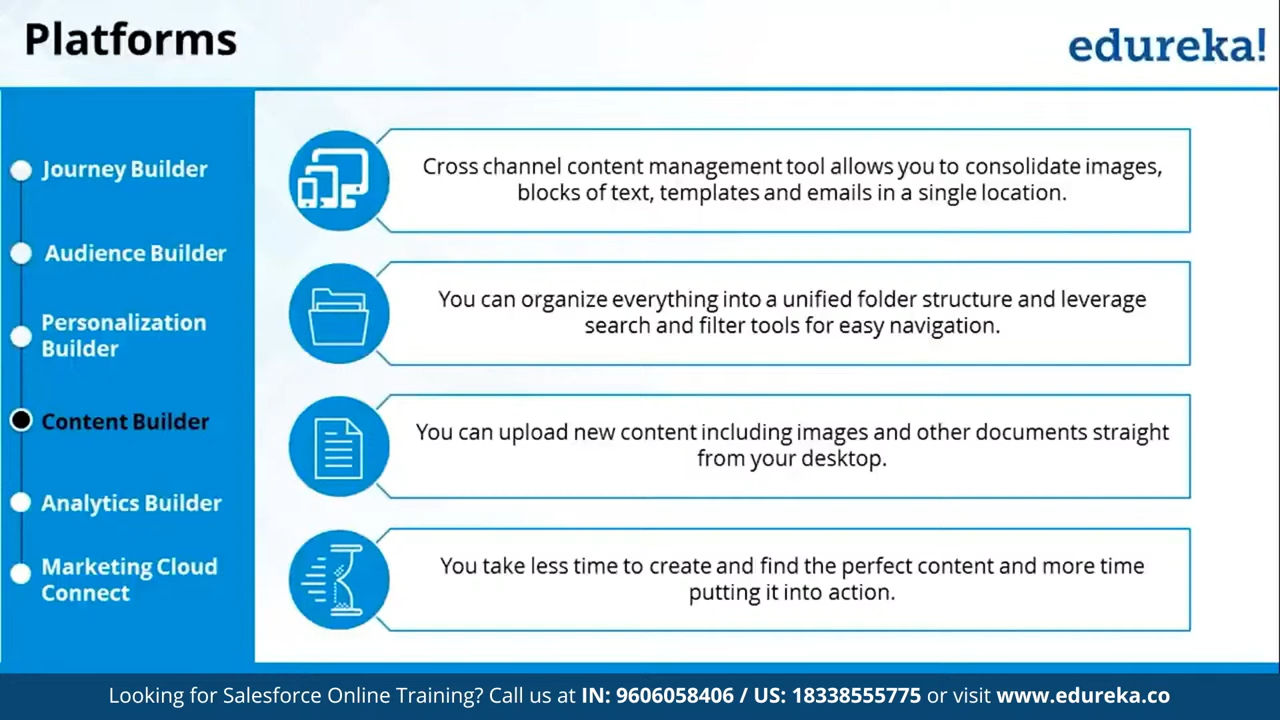 Platforms
edureka!
Journey Builder
Audience Builder
Personalization
Builder
Content Builder
Analytics Builder
Marketing Cloud
Connect
Cross channel content management tool allows you to consolidate images,
blocks of text, templates and emails in a single location.
You can organize everything into a unified folder structure and leverage
search and filter tools for easy navigation.
You can upload new content including images and other documents straight
from your desktop.
You take less time to create and find the perfect content and more time
putting it into action.
Looking for Salesforce Online Training? Call us at IN: 9606058406 / US: 18338555775 or visit www.edureka.co